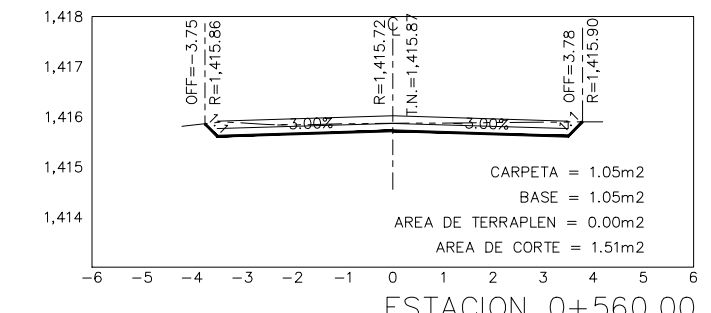 1,418
1,417
1,416
1,415
1,414
OFF=-3.75
R=1,415.86
R=1,415.72
T.N.=1,415.87
OFF=3.78
R=1,415.90
-3.00%
-3.00%
CARPETA = 1.05m2
BASE = 1.05m2
AREA DE TERRAPLEN = 0.00m2
AREA DE CORTE = 1.51m2
-6 -5 -4 -3 -2 -1 0 1 2 3 4 5 6
ESTACION 0+560.00